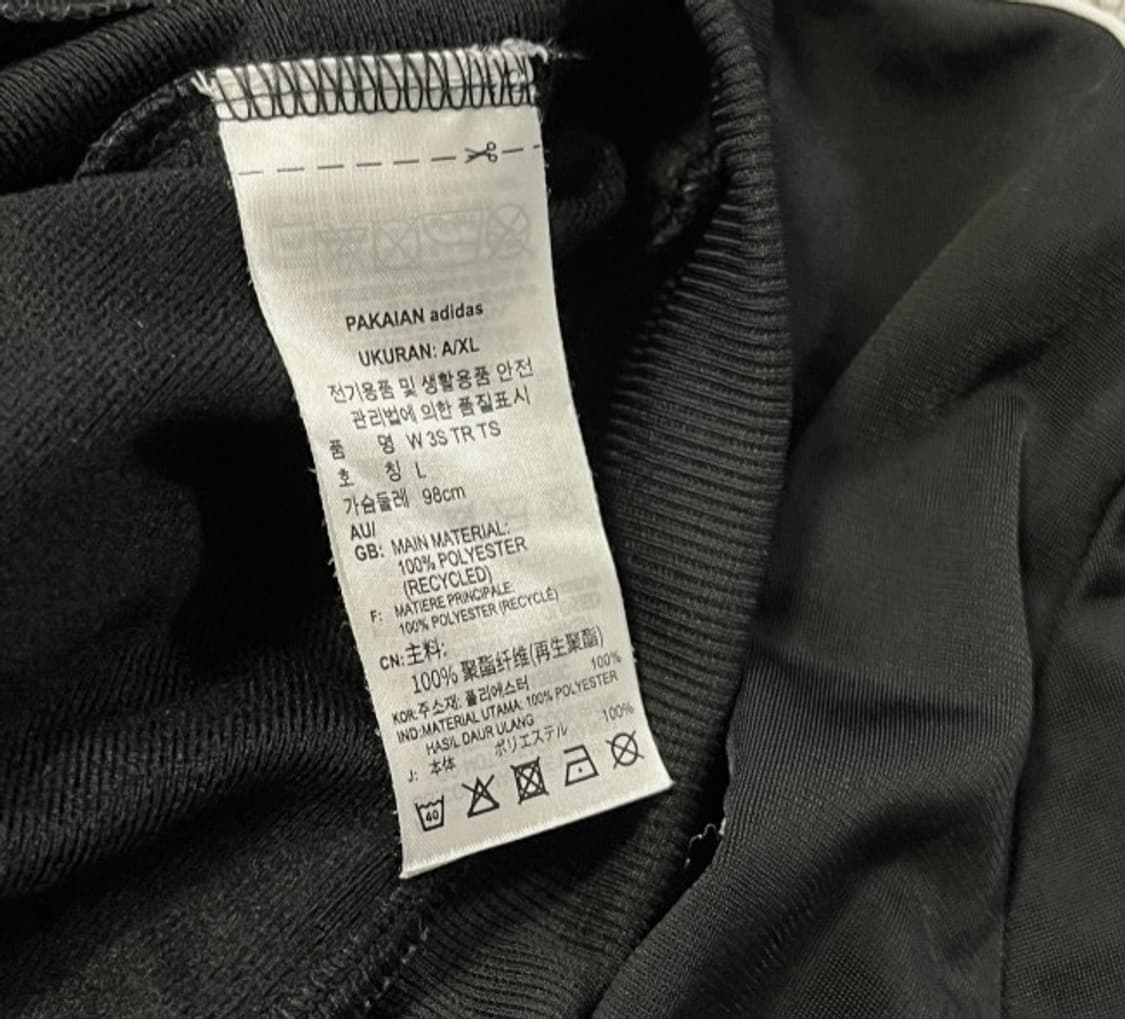 PAKAIAN adidas
UKURAN: A/XL
전기용품 및 생활용품 안전
관리법에 의한 품질표시
품 명 W 3S TR TS
호 칭 L
가슴둘레 98cm
AU/
GB: MAIN MATERIAL:
100% POLYESTER
(RECYCLED)
F: MATIERE PRINCIPALE:
100% POLYESTER (RECYCLÉ)
CN: 主料:
100% 聚酯纤维(再生聚酯)
KOR: 주소재: 폴리에스터 100%
IND: MATERIAL UTAMA: 100% POLYESTER
HASIL DAUR ULANG
J: 本体 ポリエステル 100%
40